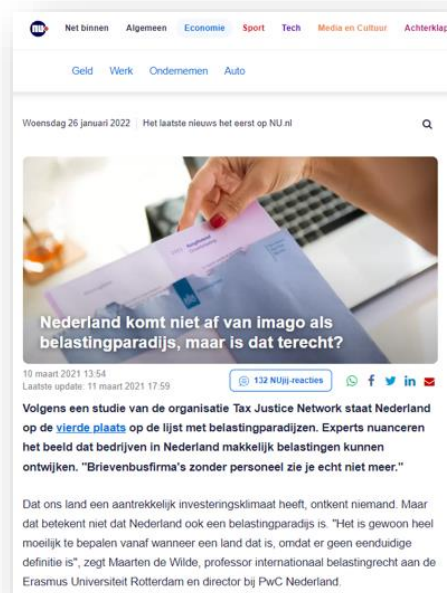 NU.nl Net binnen Algemeen Economie Sport Tech Media en Cultuur Achterklap
Geld Werk Ondernemen Auto
Woensdag 26 januari 2022 | Het laatste nieuws het eerst op NU.nl
Nederland komt niet af van imago als
belastingparadijs, maar is dat terecht?
10 maart 2021 13:54
Laatste update: 11 maart 2021 17:59
132 NUjij-reacties
Volgens een studie van de organisatie Tax Justice Network staat Nederland
op de vierde plaats op de lijst met belastingparadijzen. Experts nuanceren
het beeld dat bedrijven in Nederland makkelijk belastingen kunnen
ontwijken. "Brievenbusfirma's zonder personeel zie je echt niet meer."
Dat ons land een aantrekkelijk investeringsklimaat heeft, ontkent niemand. Maar
dat betekent niet dat Nederland ook een belastingparadijs is. "Het is gewoon heel
moeilijk te bepalen vanaf wanneer een land dat is, omdat er geen eenduidige
definitie is", zegt Maarten de Wilde, professor internationaal belastingrecht aan de
Erasmus Universiteit Rotterdam en director bij PwC Nederland.